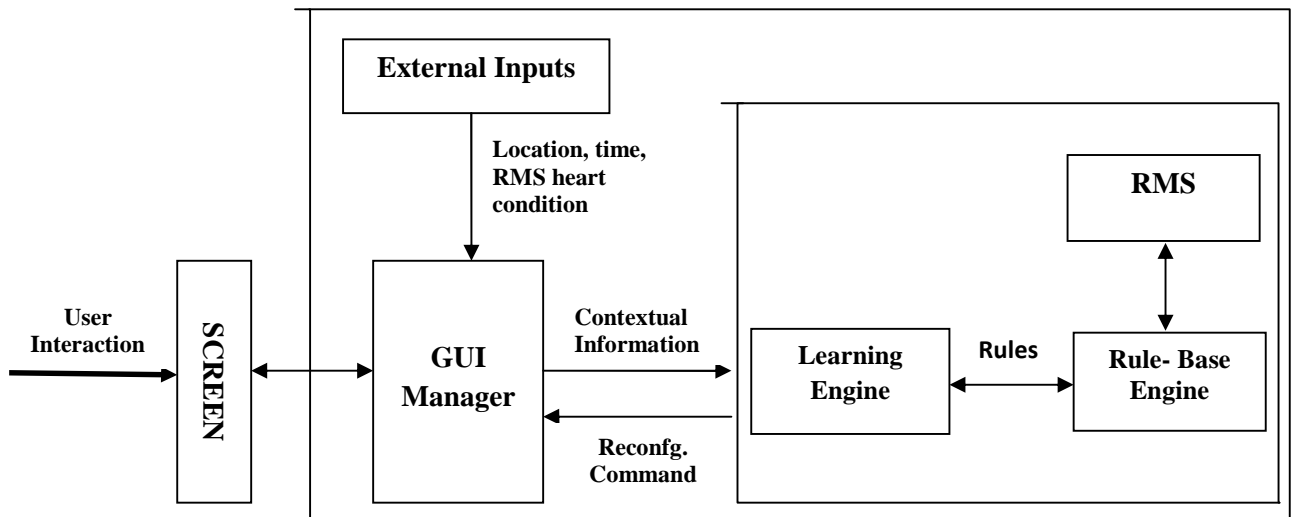 External Inputs
Location, time,
RMS heart
condition
RMS
User
Interaction
SCREEN
GUI
Manager
Contextual
Information
Reconfg.
Command
Learning
Engine
Rules
Rule- Base
Engine